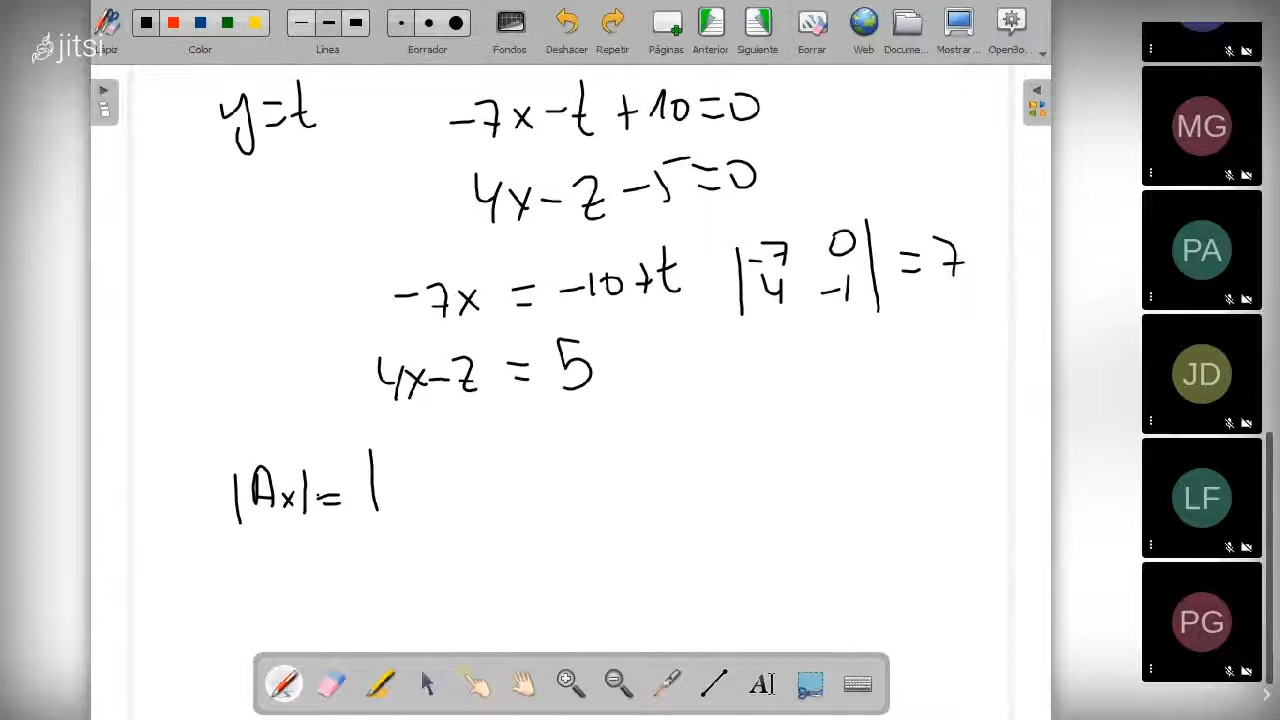 jitsi
Lápiz Color Línea Borrador Fondos Deshacer Repetir Páginas Anterior Siguiente Borrar Web Docume... Mostrar... OpenBo...
y=t -7x-t+10=0
4x-z-5=0
-7x = -10+t |-7 0| = 7
|4 -1|
4x-z = 5
|Ax|= |
MG
PA
JD
LF
PG